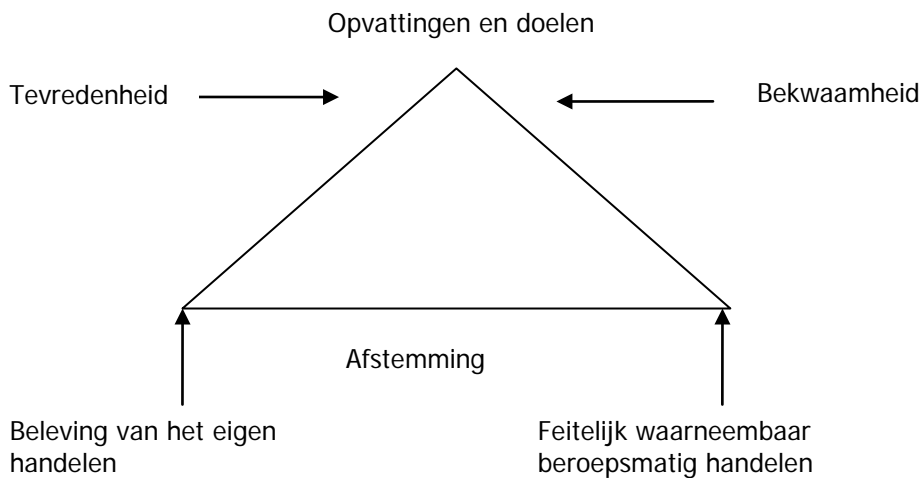 Opvattingen en doelen
Tevredenheid
Bekwaamheid
Afstemming
Beleving van het eigen
handelen
Feitelijk waarneembaar
beroepsmatig handelen